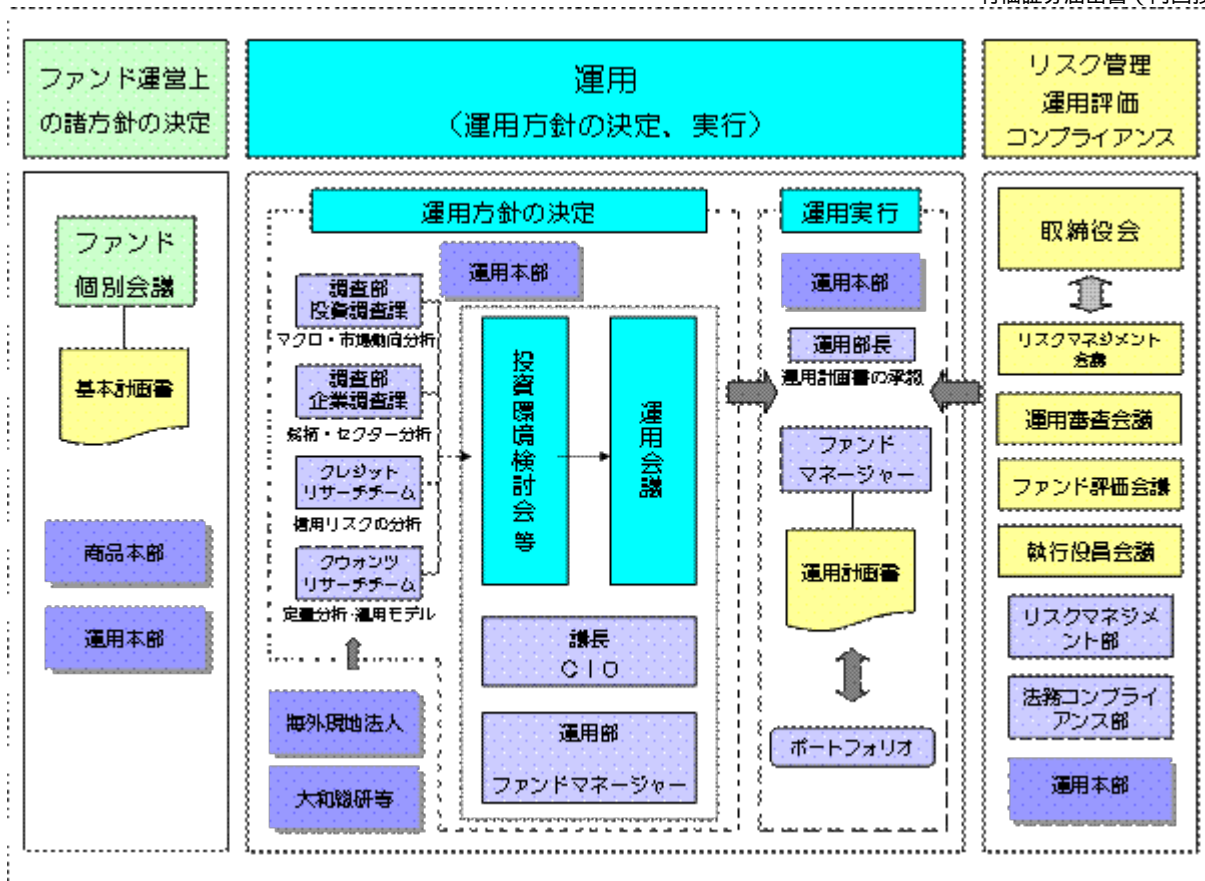 ファンド運営上
の諸方針の決定
運用
（運用方針の決定、実行）
リスク管理
運用評価
コンプライアンス
ファンド
個別会議
基本計画書
商品本部
運用本部
運用方針の決定
運用本部
調査部
投資調査課
マクロ・市場動向分析
調査部
企業調査課
銘柄・セクター分析
クレジット
リサーチチーム
信用リスクの分析
クウォンツ
リサーチチーム
定量分析・運用モデル
海外現地法人
大和総研等
投資環境検討会等
運用会議
議長
ＣＩＯ
運用部
ファンドマネージャー
運用実行
運用本部
運用部長
運用計画書の承認
ファンド
マネージャー
運用計画書
ポートフォリオ
取締役会
リスクマネジメント
会議
運用審査会議
ファンド評価会議
執行役員会議
リスクマネジメ
ント部
法務コンプライ
アンス部
運用本部